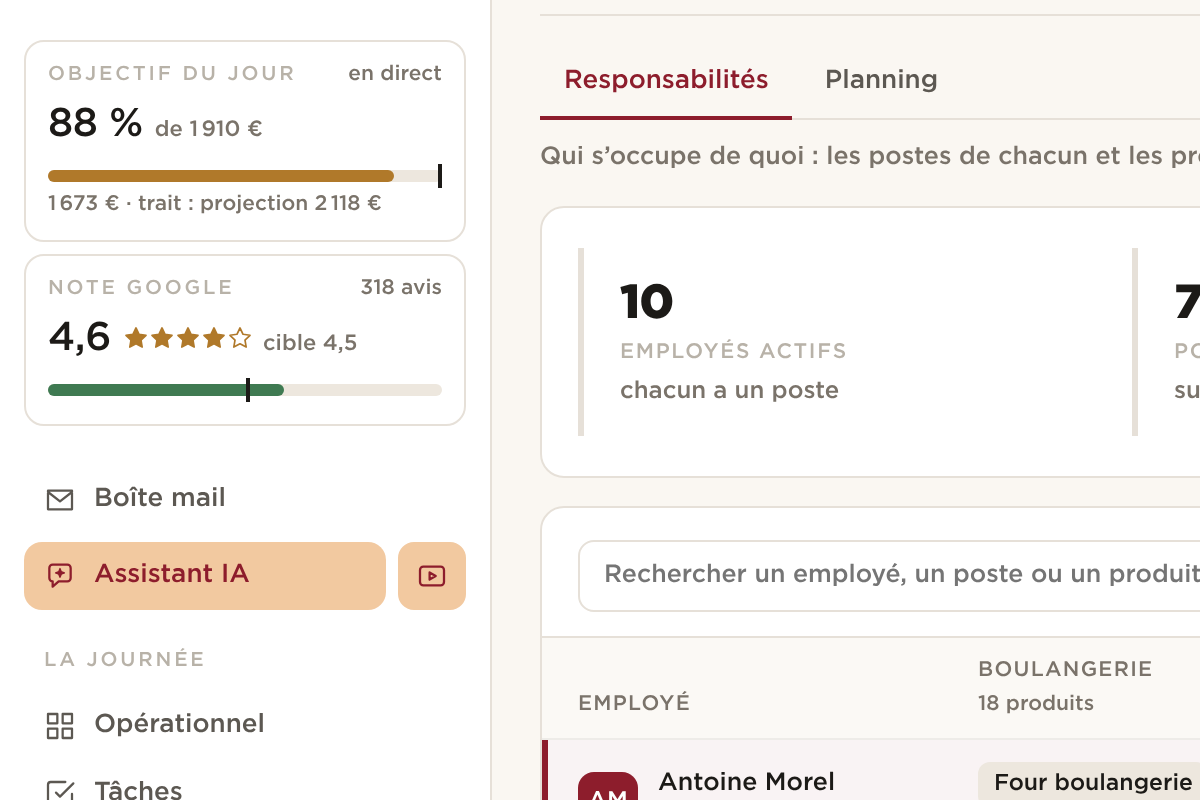 OBJECTIF DU JOUR en direct
88 % de 1 910 €
1 673 € · trait : projection 2 118 €
NOTE GOOGLE 318 avis
4,6 cible 4,5
Boîte mail
Assistant IA
LA JOURNÉE
Opérationnel
Tâches
Responsabilités Planning
Qui s’occupe de quoi : les postes de chacun et les
10
EMPLOYÉS ACTIFS
chacun a un poste
7
Rechercher un employé, un poste ou un produit
EMPLOYÉ
BOULANGERIE
18 produits
AM
Antoine Morel
Four boulangerie